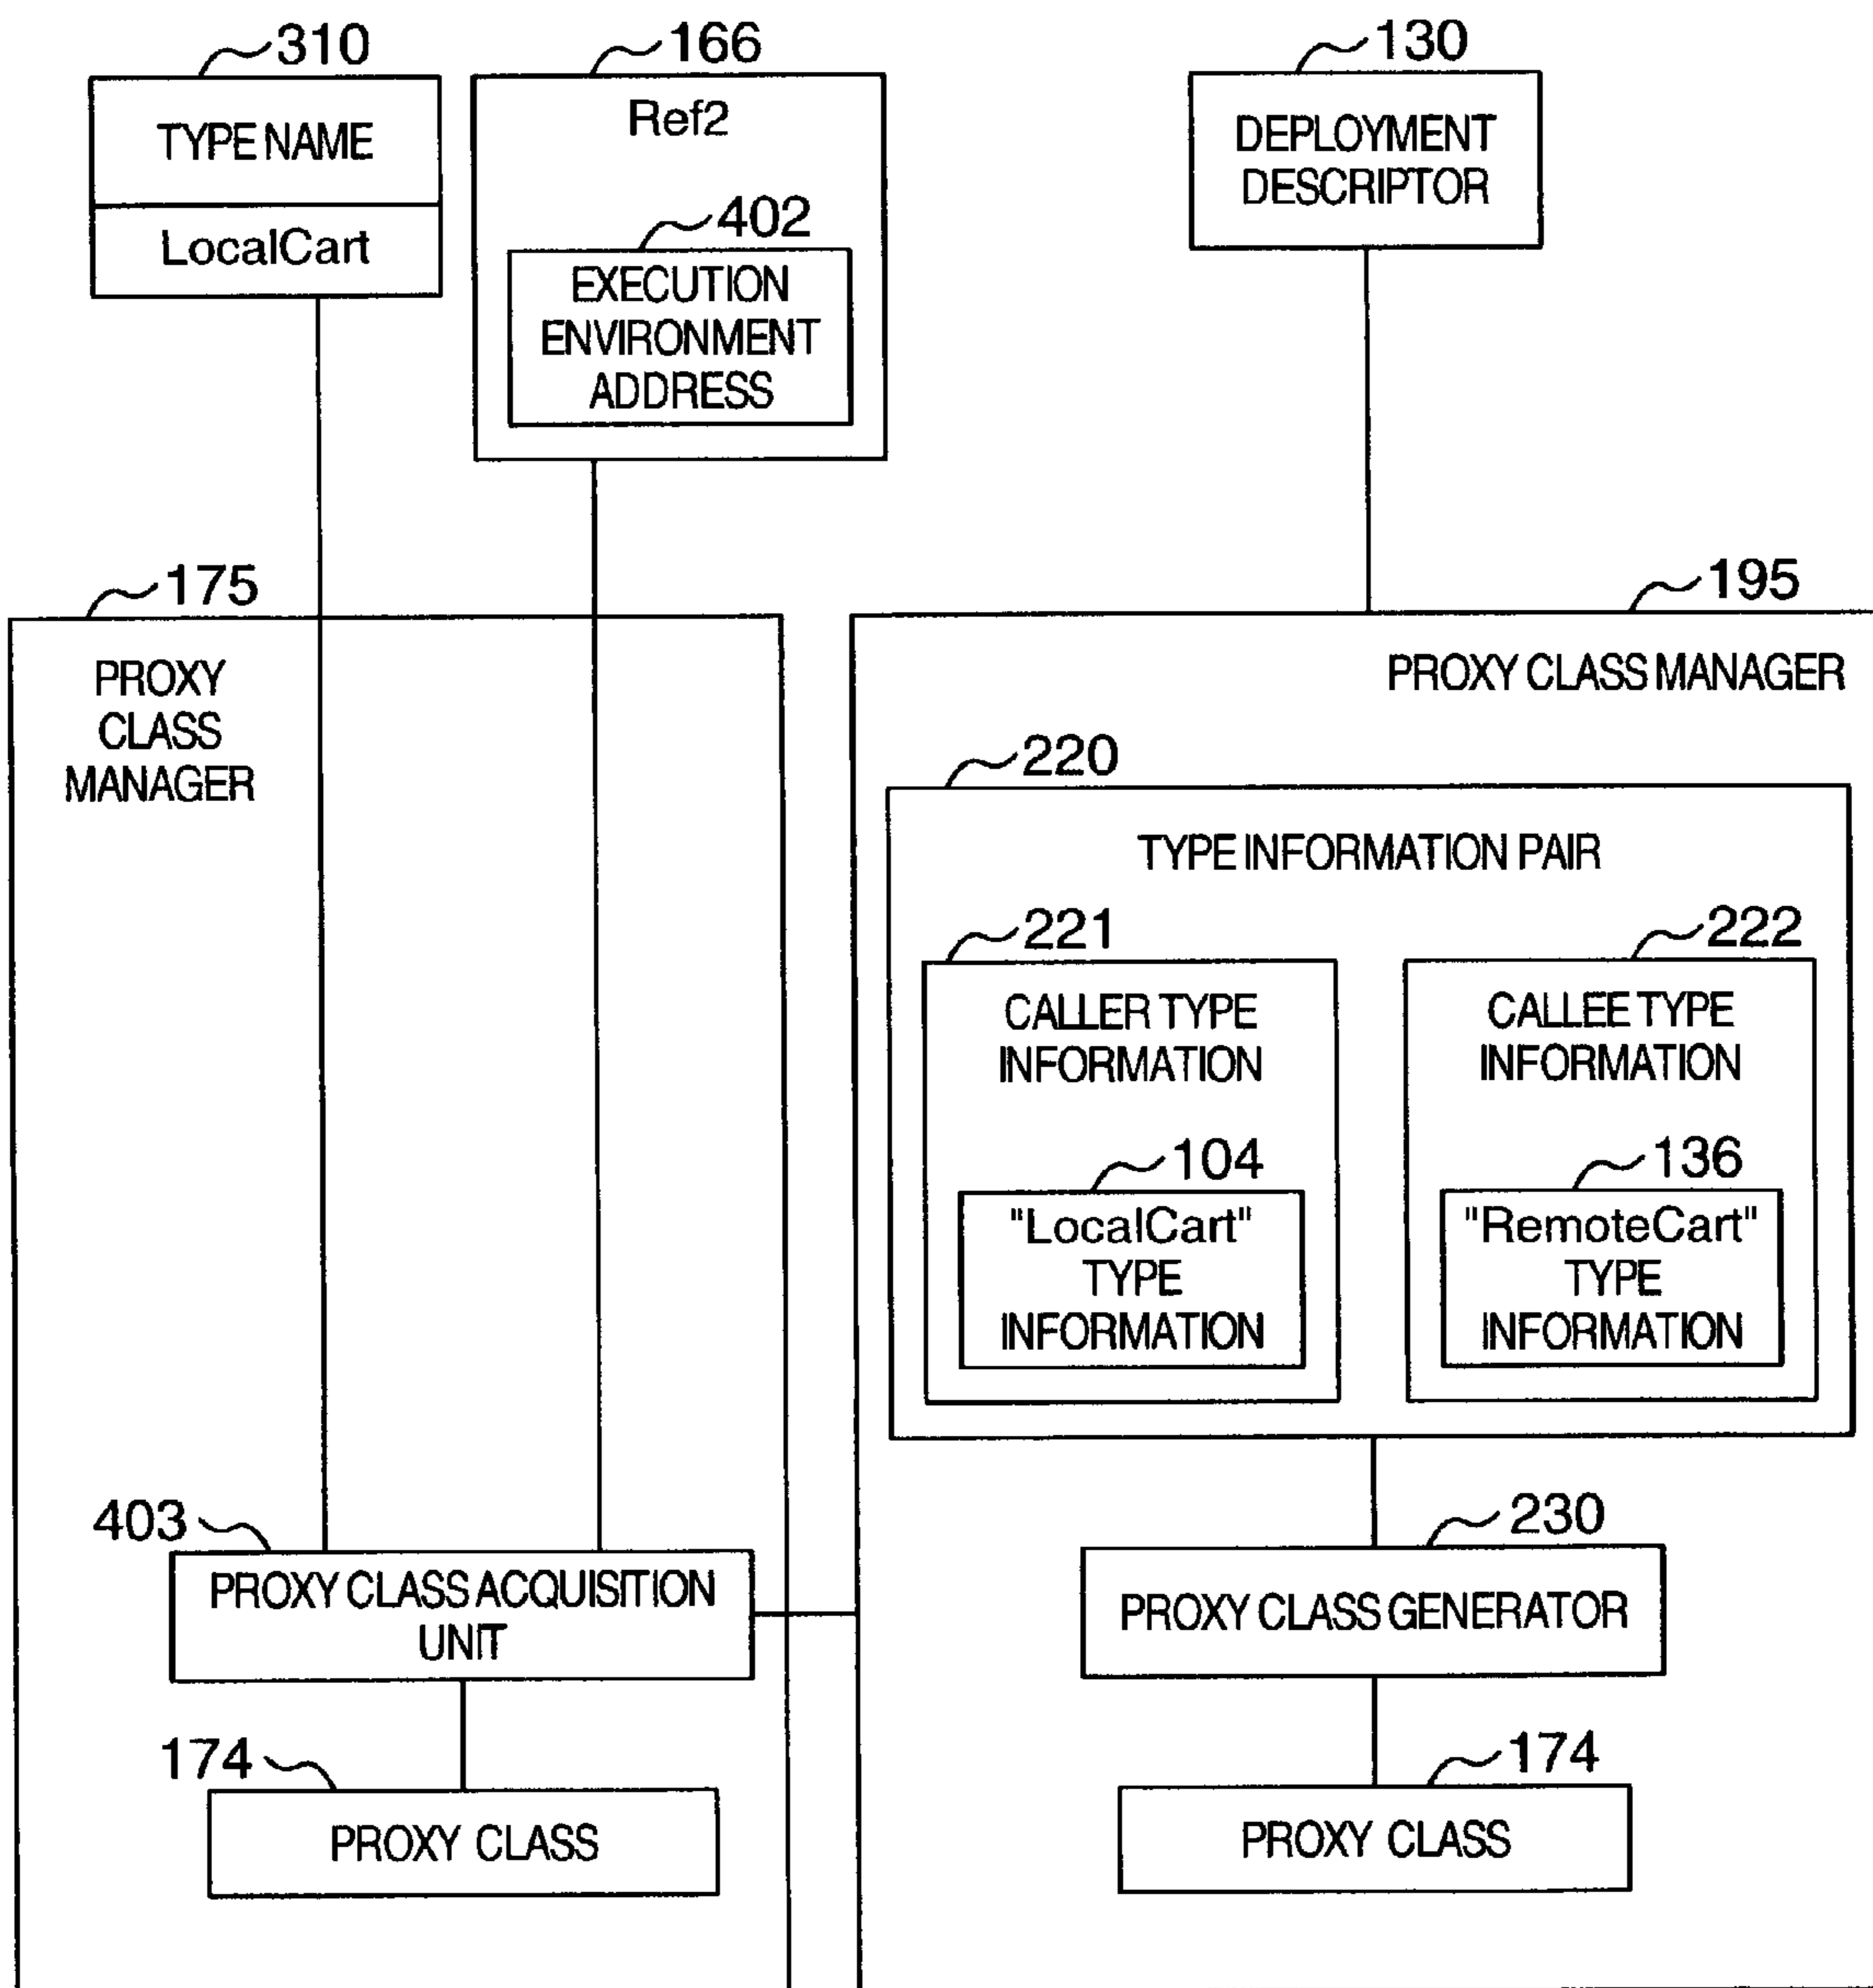 310
TYPE NAME
LocalCart
166
Ref2
402
EXECUTION
ENVIRONMENT
ADDRESS
130
DEPLOYMENT
DESCRIPTOR
175
PROXY
CLASS
MANAGER
403
PROXY CLASS ACQUISITION
UNIT
174
PROXY CLASS
195
PROXY CLASS MANAGER
220
TYPE INFORMATION PAIR
221
CALLER TYPE
INFORMATION
104
"LocalCart"
TYPE
INFORMATION
222
CALLEE TYPE
INFORMATION
136
"RemoteCart"
TYPE
INFORMATION
230
PROXY CLASS GENERATOR
174
PROXY CLASS